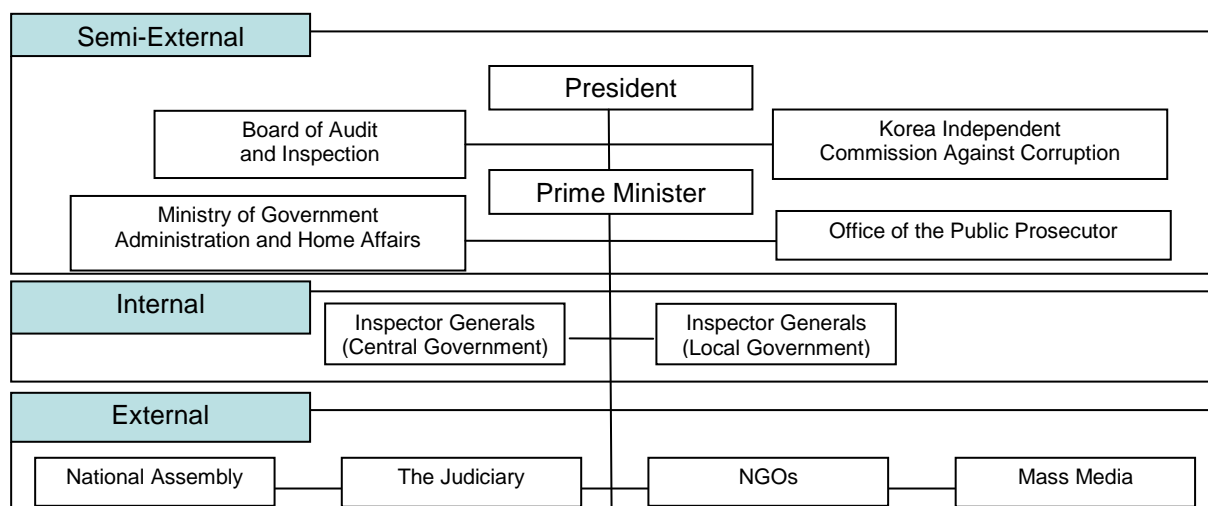 Semi-External
President
Board of Audit
and Inspection
Korea Independent
Commission Against Corruption
Prime Minister
Ministry of Government
Administration and Home Affairs
Office of the Public Prosecutor
Internal
Inspector Generals
(Central Government)
Inspector Generals
(Local Government)
External
National Assembly
The Judiciary
NGOs
Mass Media